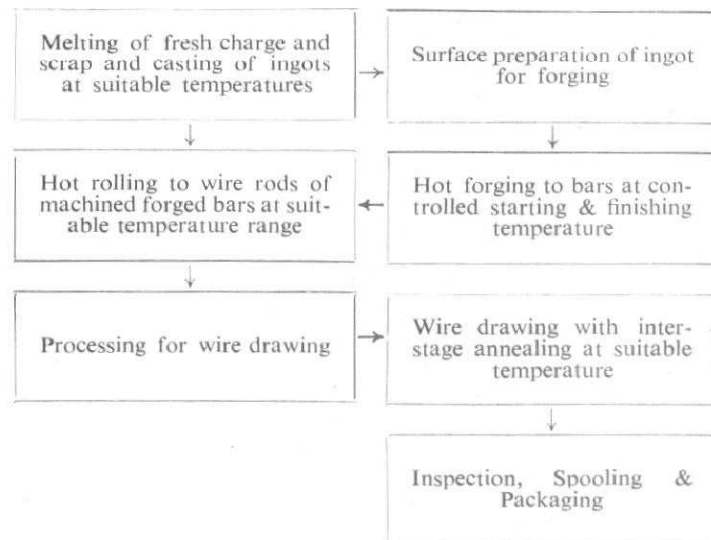 Melting of fresh charge and
scrap and casting of ingots
at suitable temperatures
Surface preparation of ingot
for forging
Hot rolling to wire rods of
machined forged bars at suit-
able temperature range
Hot forging to bars at con-
trolled starting & finishing
temperature
Processing for wire drawing
Wire drawing with inter-
stage annealing at suitable
temperature
Inspection, Spooling &
Packaging